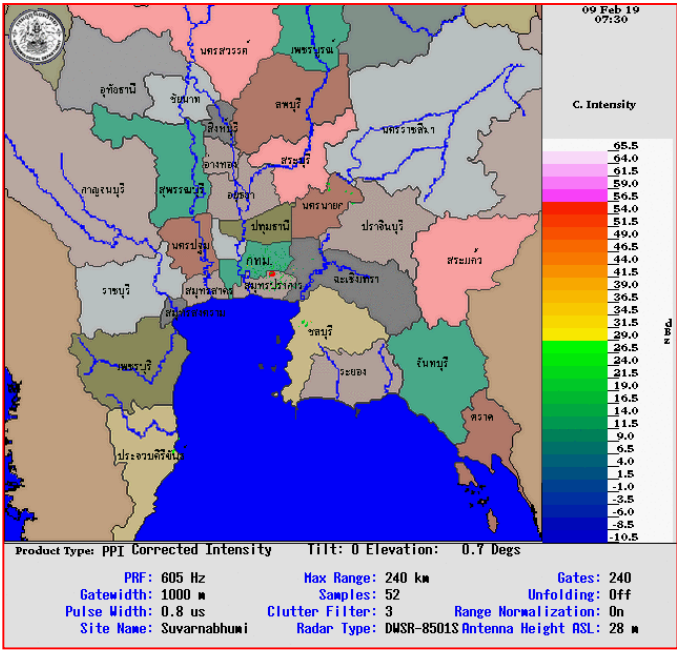 09 Feb 19
07:30
C. Intensity
นครสวรรค์
เพชรบูรณ์
อุทัยธานี
ชัยนาท
ลพบุรี
สิงห์บุรี
นครราชสีมา
อ่างทอง
สระบุรี
กาญจนบุรี
สุพรรณบุรี
อยุธยา
นครนายก
ปทุมธานี
ปราจีนบุรี
นครปฐม
กทม.
สระแก้ว
ฉะเชิงเทรา
ราชบุรี
สมุทรสาคร
สมุทรปราการ
สมุทรสงคราม
ชลบุรี
เพชรบุรี
ระยอง
จันทบุรี
ตราด
ประจวบคีรีขันธ์
65.5
64.0
61.5
59.0
56.5
54.0
51.5
49.0
46.5
44.0
41.5
39.0
36.5
34.0
31.5
29.0
26.5
24.0
21.5
19.0
16.5
14.0
11.5
9.0
6.5
4.0
1.5
-1.0
-3.5
-6.0
-8.5
-10.5
Product Type: PPI Corrected Intensity Tilt: 0 Elevation: 0.7 Degs
PRF: 605 Hz Max Range: 240 km Gates: 240
Gatewidth: 1000 m Samples: 52 Unfolding: Off
Pulse Width: 0.8 us Clutter Filter: 3 Range Normalization: On
Site Name: Suvarnabhumi Radar Type: DWSR-8501S Antenna Height ASL: 28 m